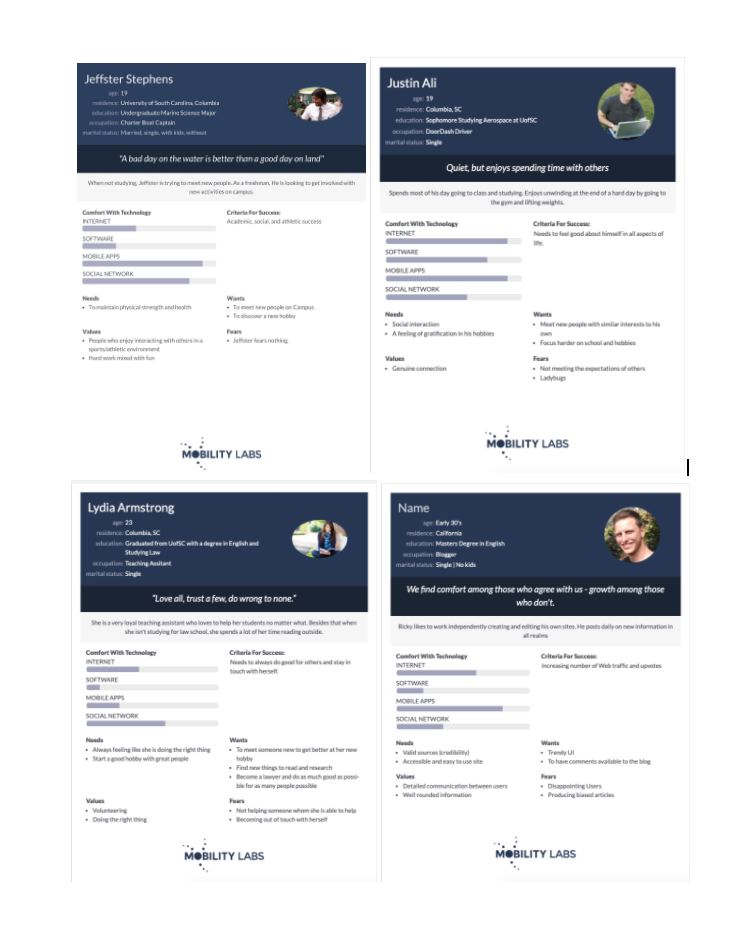 Jeffster Stephens
age: 19
residence: University of South Carolina, Columbia
education: Undergraduate Marine Science Major
occupation: Charter Boat Captain
marital status: Married, single, with kids, without
"A bad day on the water is better than a good day on land"
When not studying, Jeffster is trying to meet new people. As a freshman, He is looking to get involved with
new activities on campus.
Comfort With Technology
INTERNET
SOFTWARE
MOBILE APPS
SOCIAL NETWORK
Criteria For Success:
Academic, social, and athletic success
Needs
• To maintain physical strength and health
Wants
• To meet new people on Campus
• To discover a new hobby
Values
• People who enjoy interacting with others in a
sports/athletic environment
• Hard work mixed with fun
Fears
• Jeffster fears nothing.
MOBILITY LABS
Justin Ali
age: 19
residence: Columbia, SC
education: Sophomore Studying Aerospace at UofSC
occupation: DoorDash Driver
marital status: Single
Quiet, but enjoys spending time with others
Spends most of his day going to class and studying. Enjoys unwinding at the end of a hard day by going to
the gym and lifting weights.
Comfort With Technology
INTERNET
SOFTWARE
MOBILE APPS
SOCIAL NETWORK
Criteria For Success:
Needs to feel good about himself in all aspects of
life.
Needs
• Social interaction
• A feeling of gratification in his hobbies
Wants
• Meet new people with similar interests to his
own
• Focus harder on school and hobbies
Values
• Genuine connection
Fears
• Not meeting the expectations of others
• Ladybugs
MOBILITY LABS
Lydia Armstrong
age: 23
residence: Columbia, SC
education: Graduated from UofSC with a degree in English and
Studying Law
occupation: Teaching Assitant
marital status: Single
"Love all, trust a few, do wrong to none."
She is a very loyal teaching assistant who loves to help her students no matter what. Besides that when
she isn't studying for law school, she spends a lot of her time reading outside.
Comfort With Technology
INTERNET
SOFTWARE
MOBILE APPS
SOCIAL NETWORK
Criteria For Success:
Needs to always do good for others and stay in
touch with herself.
Needs
• Always feeling like she is doing the right thing
• Start a good hobby with great people
Wants
• To meet someone new to get better at her new
hobby
• Find new things to read and research
• Become a lawyer and do as much good as possi-
ble for as many people possible
Values
• Volunteering
• Doing the right thing
Fears
• Not helping someone whom she is able to help
• Becoming out of touch with herself
MOBILITY LABS
Name
age: Early 30's
residence: California
education: Masters Degree in English
occupation: Blogger
marital status: Single | No kids
We find comfort among those who agree with us - growth among those
who don't.
Ricky likes to work independently creating and editing his own sites. He posts daily on new information in
all realms
Comfort With Technology
INTERNET
SOFTWARE
MOBILE APPS
SOCIAL NETWORK
Criteria For Success:
Increasing number of Web traffic and upvotes
Needs
• Valid sources (credibility)
• Accessible and easy to use site
Wants
• Trendy UI
• To have comments available to the blog
Values
• Detailed communication between users
• Well rounded information
Fears
• Disappointing Users
• Producing biased articles
MOBILITY LABS